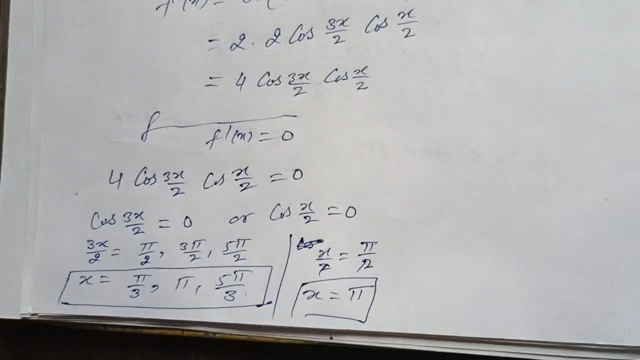 f'(x) =
= 2 · 2 Cos 3x/2 Cos x/2
= 4 Cos 3x/2 Cos x/2
f'(x) = 0
4 Cos 3x/2 Cos x/2 = 0
Cos 3x/2 = 0 or Cos x/2 = 0
3x/2 = π/2, 3π/2, 5π/2
x = π/3, π, 5π/3.
x/2 = π/2
x = π